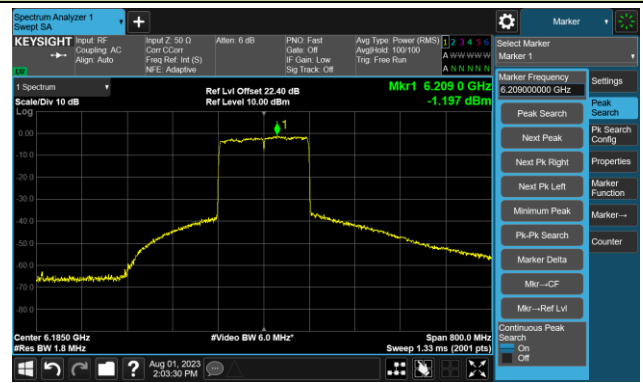 Spectrum Analyzer 1
Swept SA
Marker
KEYSIGHT
Input: RF
Coupling: AC
Align: Auto
Input Z: 50 Ω
Corr CCorr
Freq Ref: Int (S)
NFE: Adaptive
Atten: 6 dB
PNO: Fast
Gate: Off
IF Gain: Low
Sig Track: Off
Avg Type: Power (RMS)
Avg|Hold: 100/100
Trig: Free Run
1 2 3 4 5 6
A W W W W W
A N N N N N
LV
Select Marker
Marker 1
1 Spectrum
Scale/Div 10 dB
Log
Ref Lvl Offset 22.40 dB
Ref Level 10.00 dBm
Mkr1 6.209 0 GHz
-1.197 dBm
1
0.00
-10.0
-20.0
-30.0
-40.0
-50.0
-60.0
-70.0
-80.0
Center 6.1850 GHz
#Res BW 1.8 MHz
#Video BW 6.0 MHz*
Span 800.0 MHz
Sweep 1.33 ms (2001 pts)
Marker Frequency
6.209000000 GHz
Peak Search
Next Peak
Next Pk Right
Next Pk Left
Minimum Peak
Pk-Pk Search
Marker Delta
Mkr→CF
Mkr→Ref Lvl
Continuous Peak
Search
On
Off
Settings
Peak
Search
Pk Search
Config
Properties
Marker
Function
Marker→
Counter
?
Aug 01, 2023
2:03:30 PM